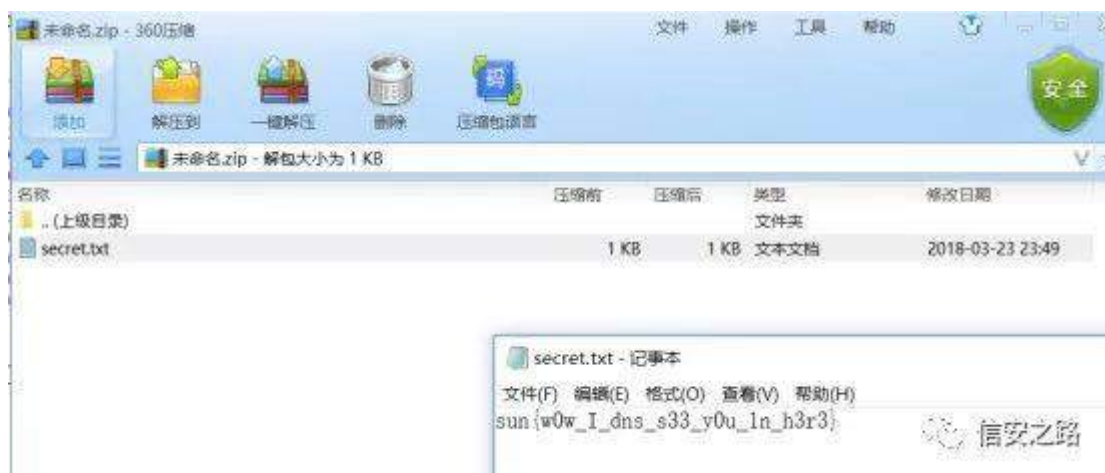 未命名.zip - 360压缩
文件 操作 工具 帮助
安全
添加 解压到 一键解压 删除 压缩包语言
码
未命名.zip - 解包大小为 1 KB
名称 压缩前 压缩后 类型 修改日期
.. (上级目录) 文件夹
secret.txt 1 KB 1 KB 文本文档 2018-03-23 23:49
secret.txt - 记事本
文件(F) 编辑(E) 格式(O) 查看(V) 帮助(H)
sun{w0w_I_dns_s33_y0u_1n_h3r3}
信安之路